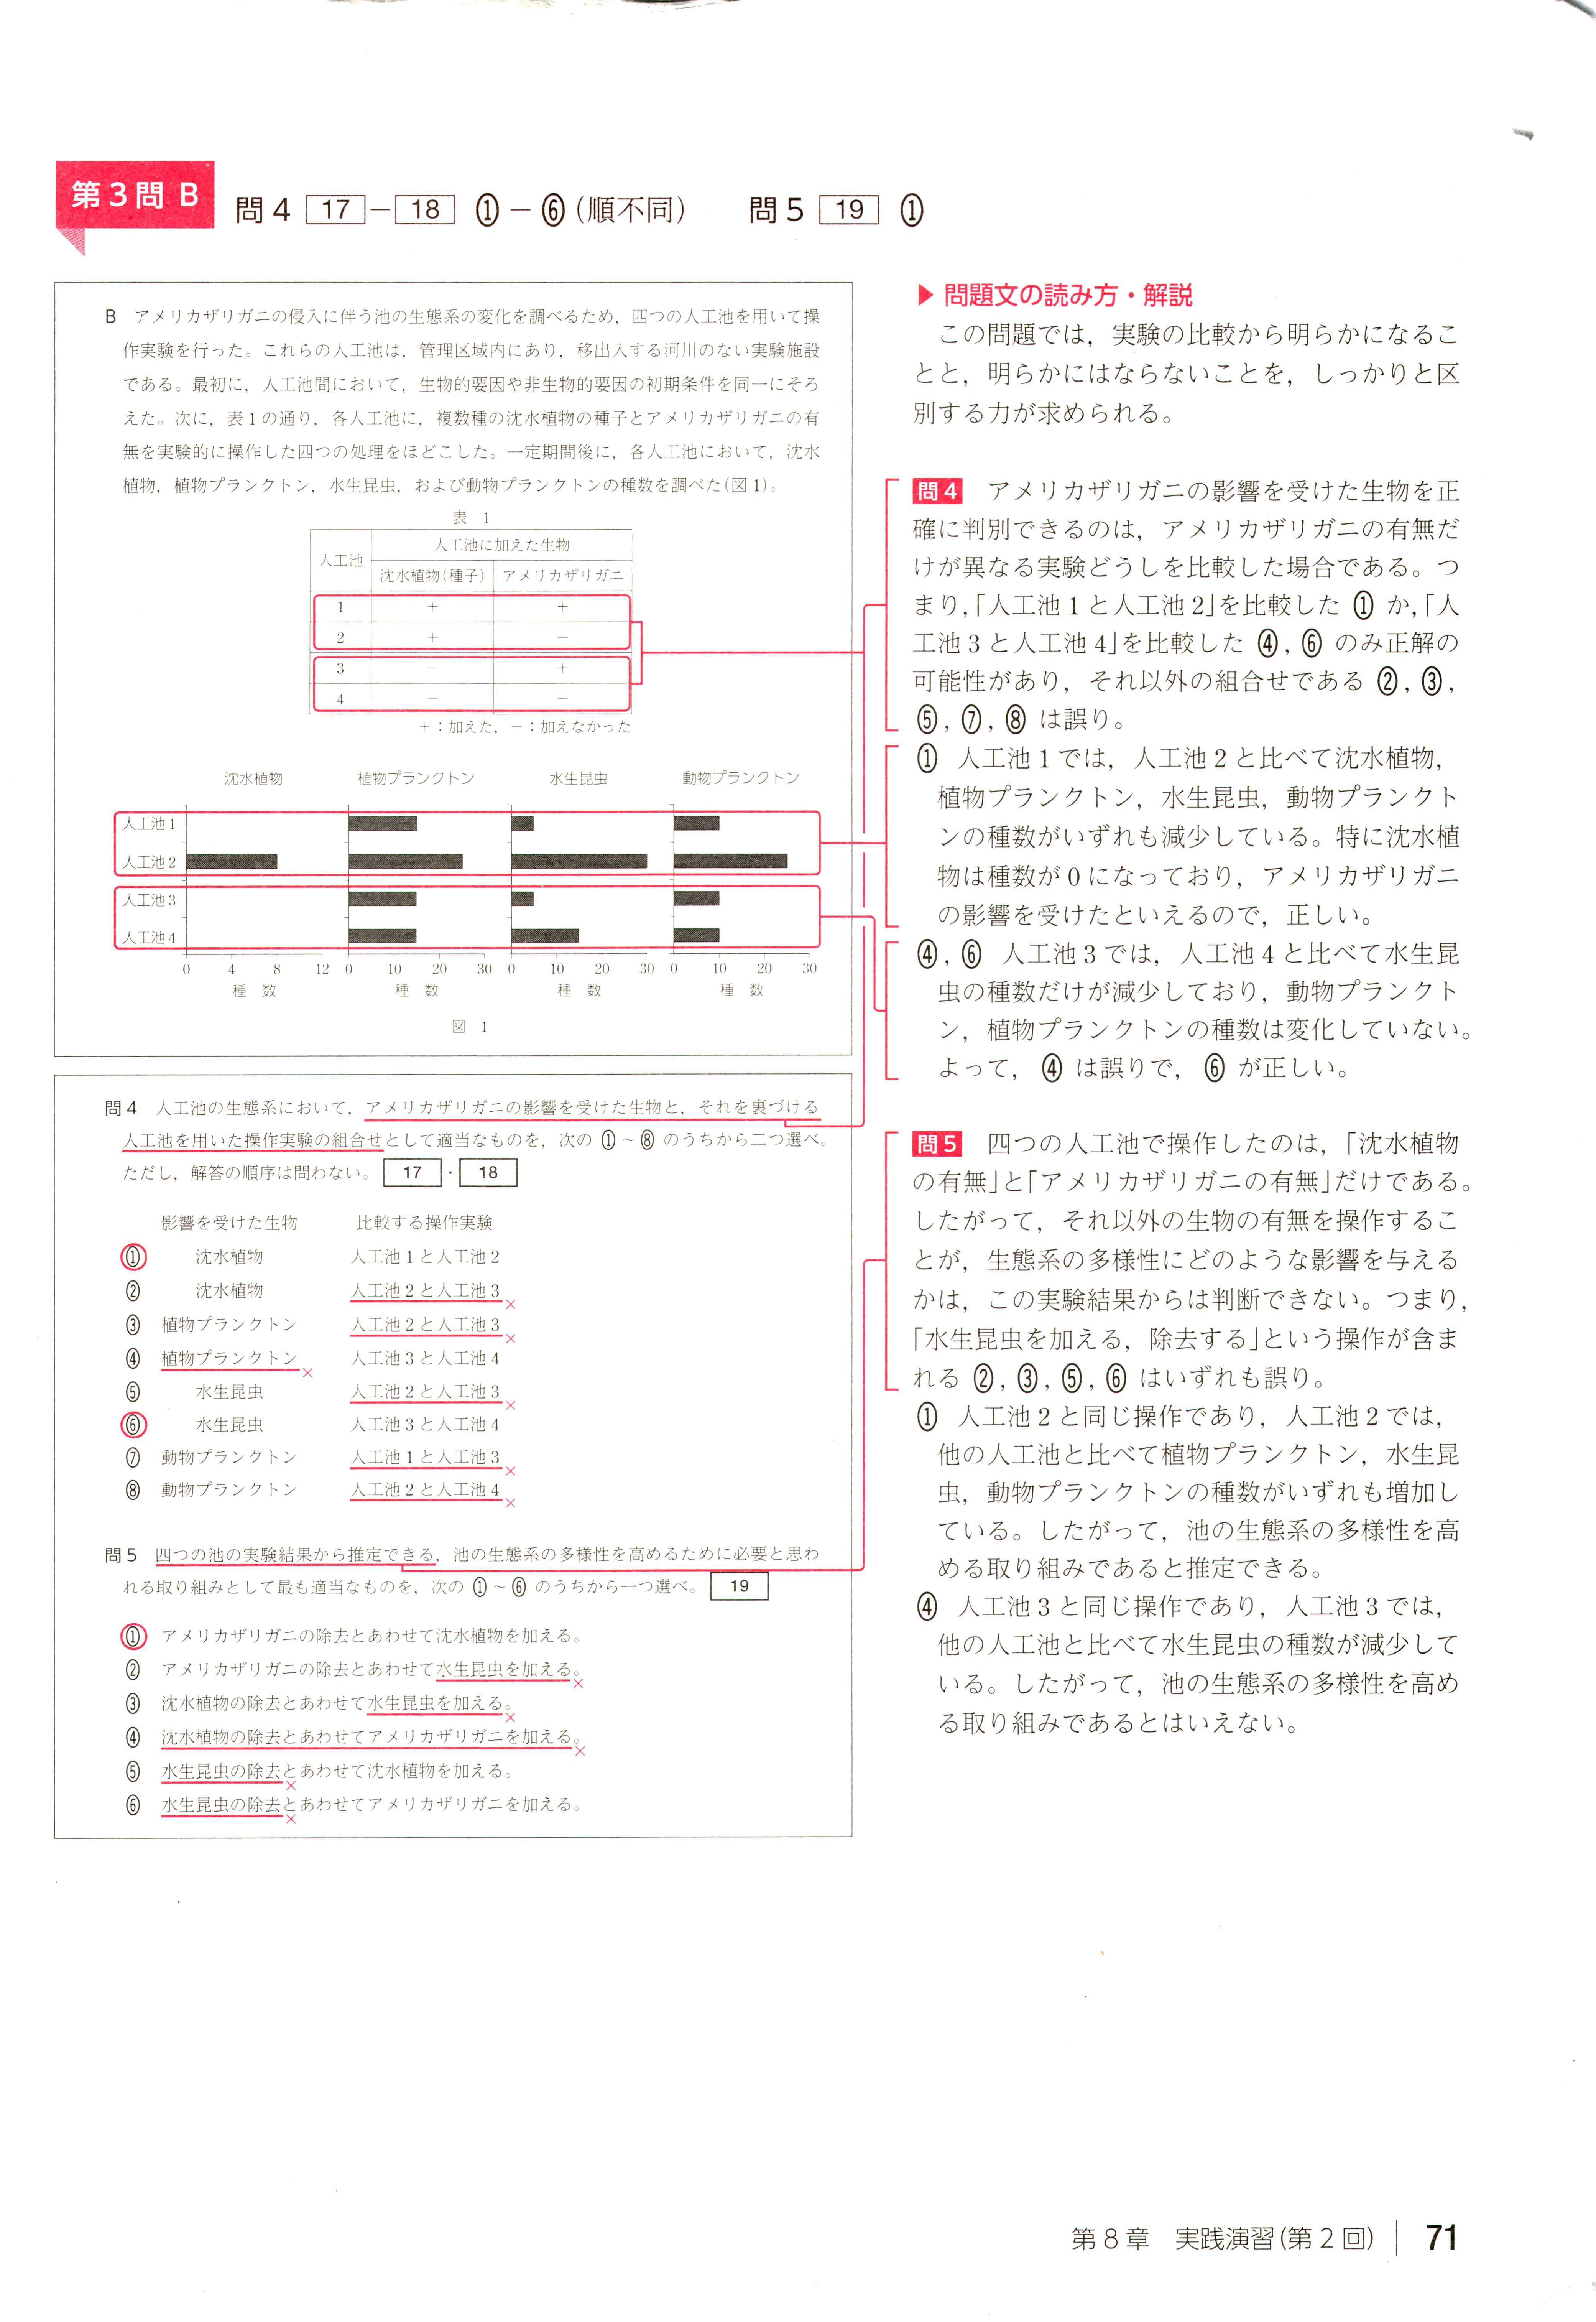 第3問 B
問4 17 － 18 ① － ⑥（順不同） 問5 19 ①
B アメリカザリガニの侵入に伴う池の生態系の変化を調べるため，四つの人工池を用いて操
作実験を行った。これらの人工池は，管理区域内にあり，移出入する河川のない実験施設
である。最初に，人工池間において，生物的要因や非生物的要因の初期条件を同一にそろ
えた。次に，表1の通り，各人工池に，複数種の沈水植物の種子とアメリカザリガニの有
無を実験的に操作した四つの処理をほどこした。一定期間後に，各人工池において，沈水
植物，植物プランクトン，水生昆虫，および動物プランクトンの種数を調べた（図1）。
表 1
人工池 人工池に加えた生物
沈水植物（種子） アメリカザリガニ
1 ＋ ＋
2 ＋ －
3 － ＋
4 － －
＋：加えた，－：加えなかった
沈水植物 植物プランクトン 水生昆虫 動物プランクトン
人工池1
人工池2
人工池3
人工池4
0 4 8 12 0 10 20 30 0 10 20 30 0 10 20 30
種 数 種 数 種 数 種 数
図 1
問4 人工池の生態系において，アメリカザリガニの影響を受けた生物と，それを裏づける
人工池を用いた操作実験の組合せとして適当なものを，次の ①～⑧ のうちから二つ選べ。
ただし，解答の順序は問わない。 17 ・ 18
影響を受けた生物 比較する操作実験
① 沈水植物 人工池1と人工池2
② 沈水植物 人工池2と人工池3 ×
③ 植物プランクトン 人工池2と人工池3 ×
④ 植物プランクトン × 人工池3と人工池4
⑤ 水生昆虫 人工池2と人工池3 ×
⑥ 水生昆虫 人工池3と人工池4
⑦ 動物プランクトン 人工池1と人工池3 ×
⑧ 動物プランクトン 人工池2と人工池4 ×
問5 四つの池の実験結果から推定できる，池の生態系の多様性を高めるために必要と思わ
れる取り組みとして最も適当なものを，次の ①～⑥ のうちから一つ選べ。 19
① アメリカザリガニの除去とあわせて沈水植物を加える。
② アメリカザリガニの除去とあわせて水生昆虫を加える。×
③ 沈水植物の除去とあわせて水生昆虫を加える。×
④ 沈水植物の除去とあわせてアメリカザリガニを加える。×
⑤ 水生昆虫の除去とあわせて沈水植物を加える。×
⑥ 水生昆虫の除去とあわせてアメリカザリガニを加える。×
▶ 問題文の読み方・解説
この問題では，実験の比較から明らかになるこ
とと，明らかにはならないことを，しっかりと区
別する力が求められる。
問4 アメリカザリガニの影響を受けた生物を正
確に判別できるのは，アメリカザリガニの有無だ
けが異なる実験どうしを比較した場合である。つ
まり，「人工池1と人工池2」を比較した ① か，「人
工池3と人工池4」を比較した ④，⑥ のみ正解の
可能性があり，それ以外の組合せである ②，③，
⑤，⑦，⑧ は誤り。
① 人工池1では，人工池2と比べて沈水植物，
植物プランクトン，水生昆虫，動物プランクト
ンの種数がいずれも減少している。特に沈水植
物は種数が0になっており，アメリカザリガニ
の影響を受けたといえるので，正しい。
④，⑥ 人工池3では，人工池4と比べて水生昆
虫の種数だけが減少しており，動物プランクト
ン，植物プランクトンの種数は変化していない。
よって，④ は誤りで，⑥ が正しい。
問5 四つの人工池で操作したのは，「沈水植物
の有無」と「アメリカザリガニの有無」だけである。
したがって，それ以外の生物の有無を操作するこ
とが，生態系の多様性にどのような影響を与える
かは，この実験結果からは判断できない。つまり，
「水生昆虫を加える，除去する」という操作が含ま
れる ②，③，⑤，⑥ はいずれも誤り。
① 人工池2と同じ操作であり，人工池2では，
他の人工池と比べて植物プランクトン，水生昆
虫，動物プランクトンの種数がいずれも増加し
ている。したがって，池の生態系の多様性を高
める取り組みであると推定できる。
④ 人工池3と同じ操作であり，人工池3では，
他の人工池と比べて水生昆虫の種数が減少して
いる。したがって，池の生態系の多様性を高め
る取り組みであるとはいえない。
第8章 実践演習（第2回） 71